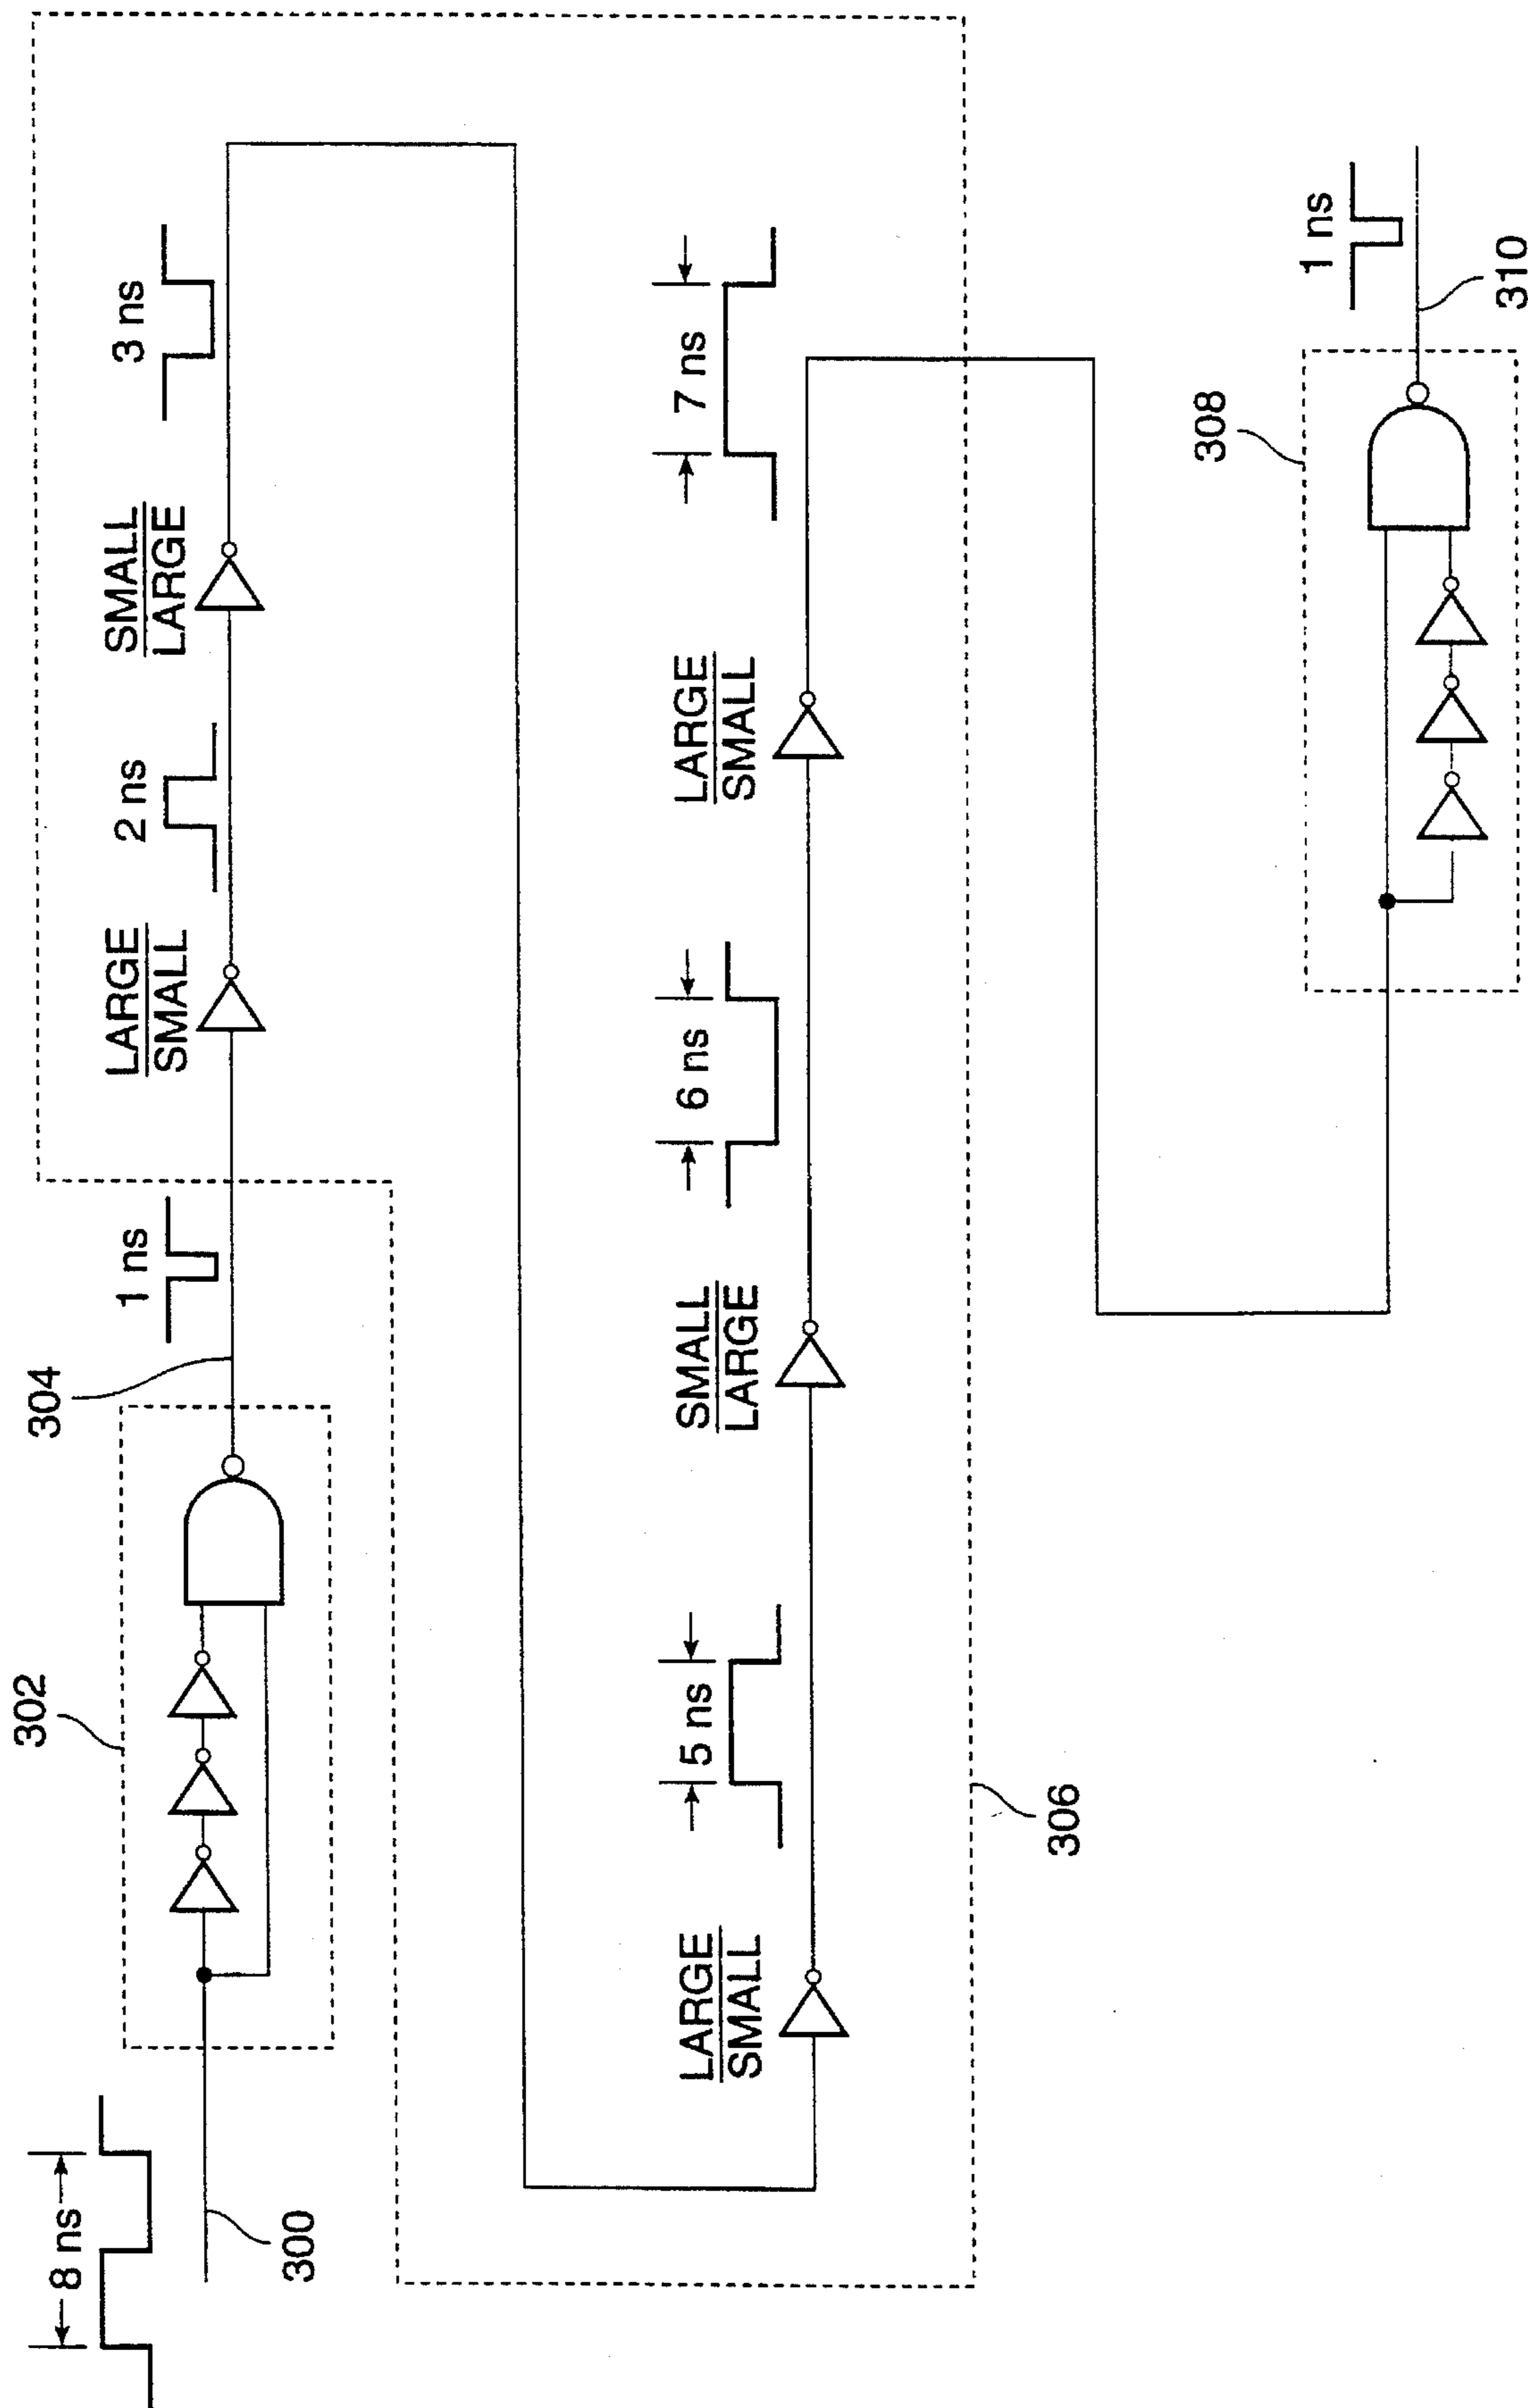 8 ns
300
302
304
1 ns
LARGE
SMALL
2 ns
SMALL
LARGE
3 ns
LARGE
SMALL
5 ns
SMALL
LARGE
6 ns
LARGE
SMALL
7 ns
306
308
1 ns
310